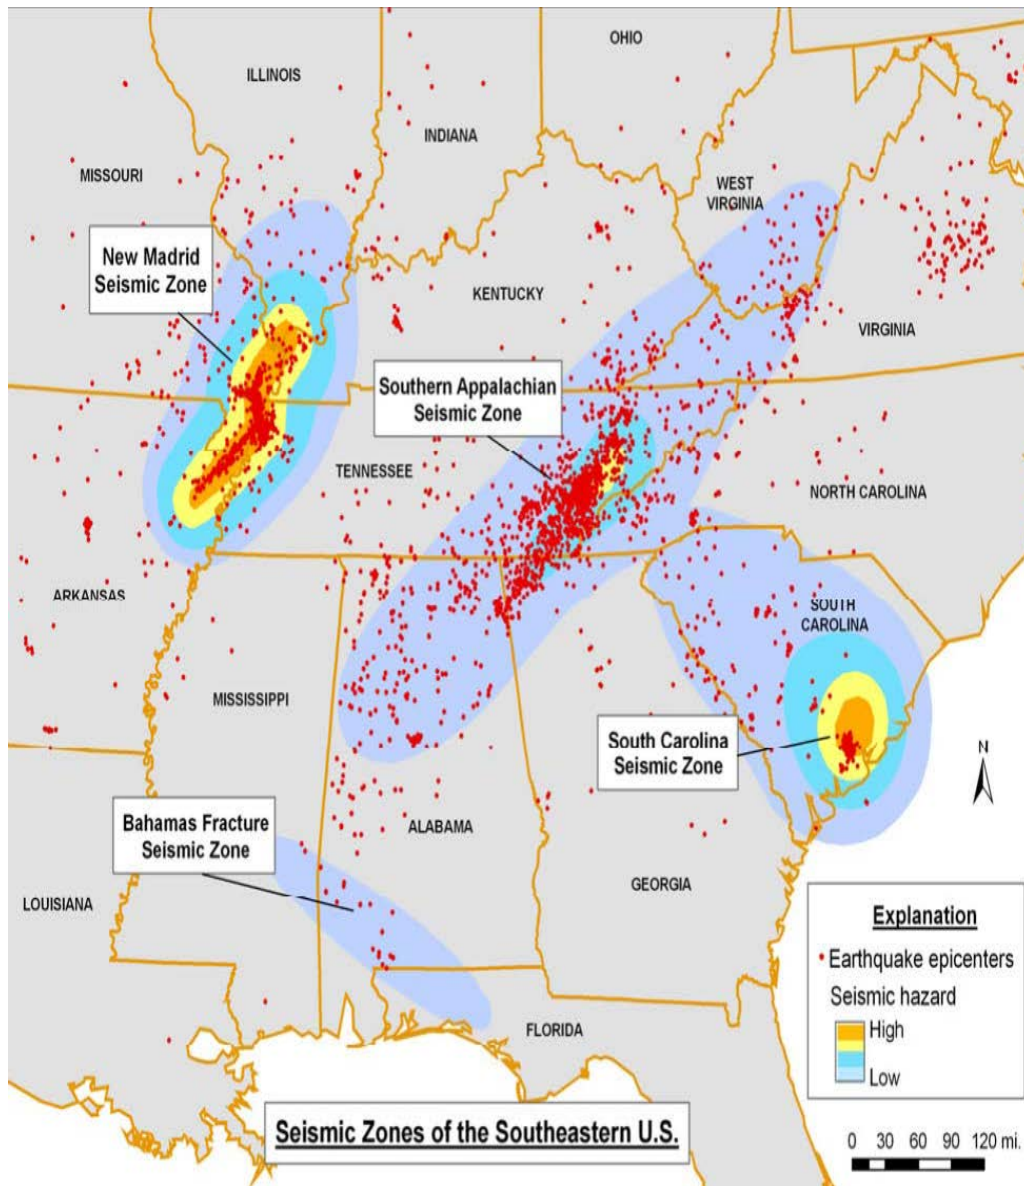 OHIO
ILLINOIS
INDIANA
MISSOURI
WEST
VIRGINIA
New Madrid
Seismic Zone
KENTUCKY
VIRGINIA
Southern Appalachian
Seismic Zone
TENNESSEE
NORTH CAROLINA
ARKANSAS
SOUTH
CAROLINA
MISSISSIPPI
South Carolina
Seismic Zone
N
Bahamas Fracture
Seismic Zone
ALABAMA
GEORGIA
LOUISIANA
Explanation
Earthquake epicenters
Seismic hazard
High
Low
FLORIDA
Seismic Zones of the Southeastern U.S.
0 30 60 90 120 mi.